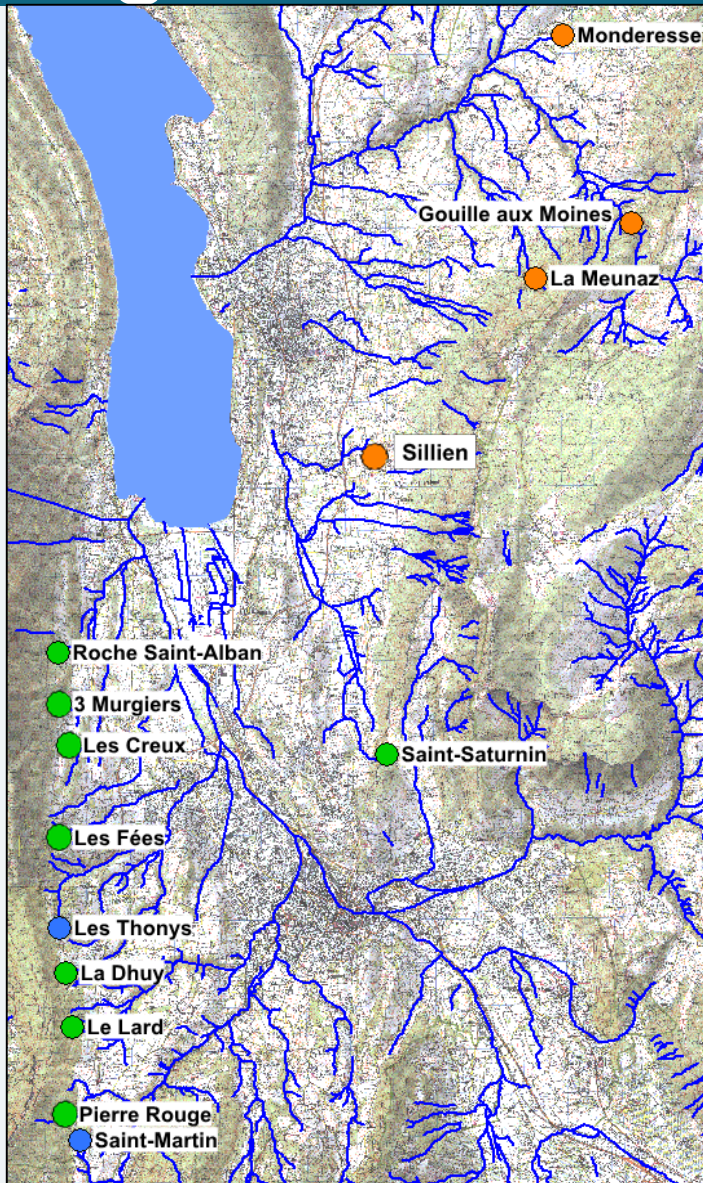 Monderesse
Gouille aux Moines
La Meunaz
Sillien
Roche Saint-Alban
3 Murgiers
Les Creux
Saint-Saturnin
Les Fées
Les Thonys
La Dhuy
Le Lard
Pierre Rouge
Saint-Martin